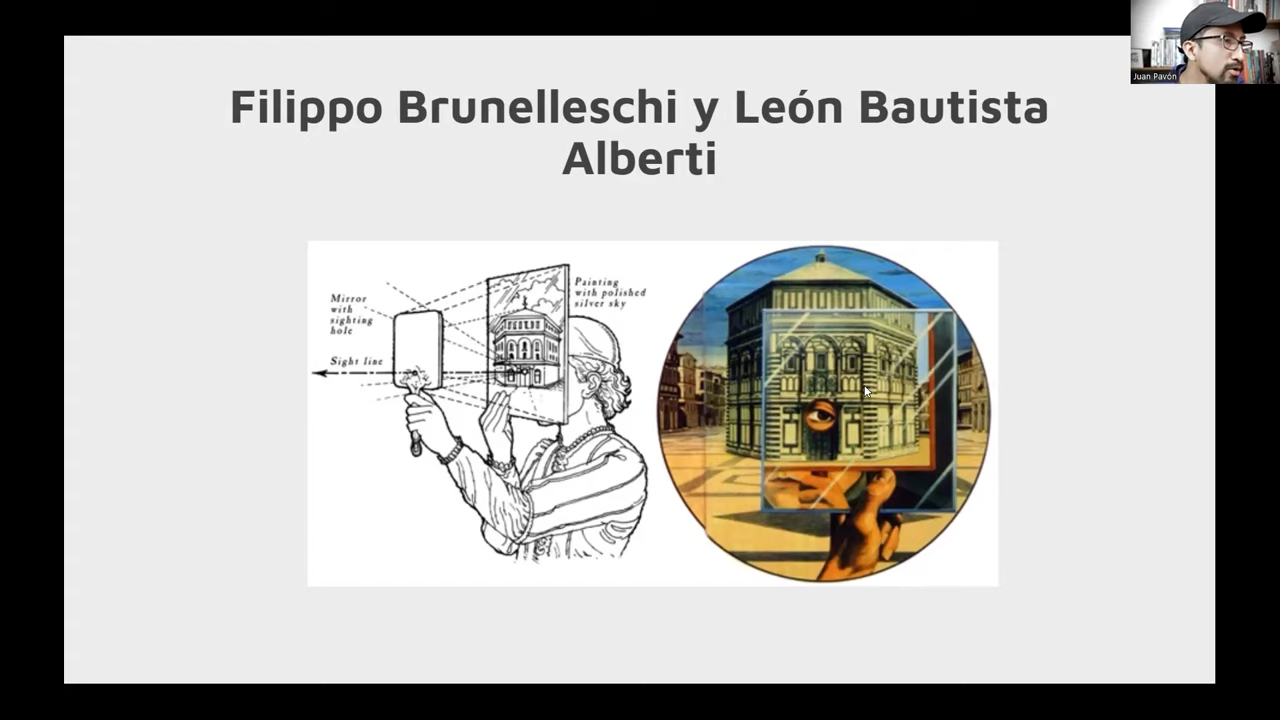 Filippo Brunelleschi y León Bautista
Alberti
Mirror
with
sighting
hole
Sight line
Painting
with polished
silver sky
Juan Pavón